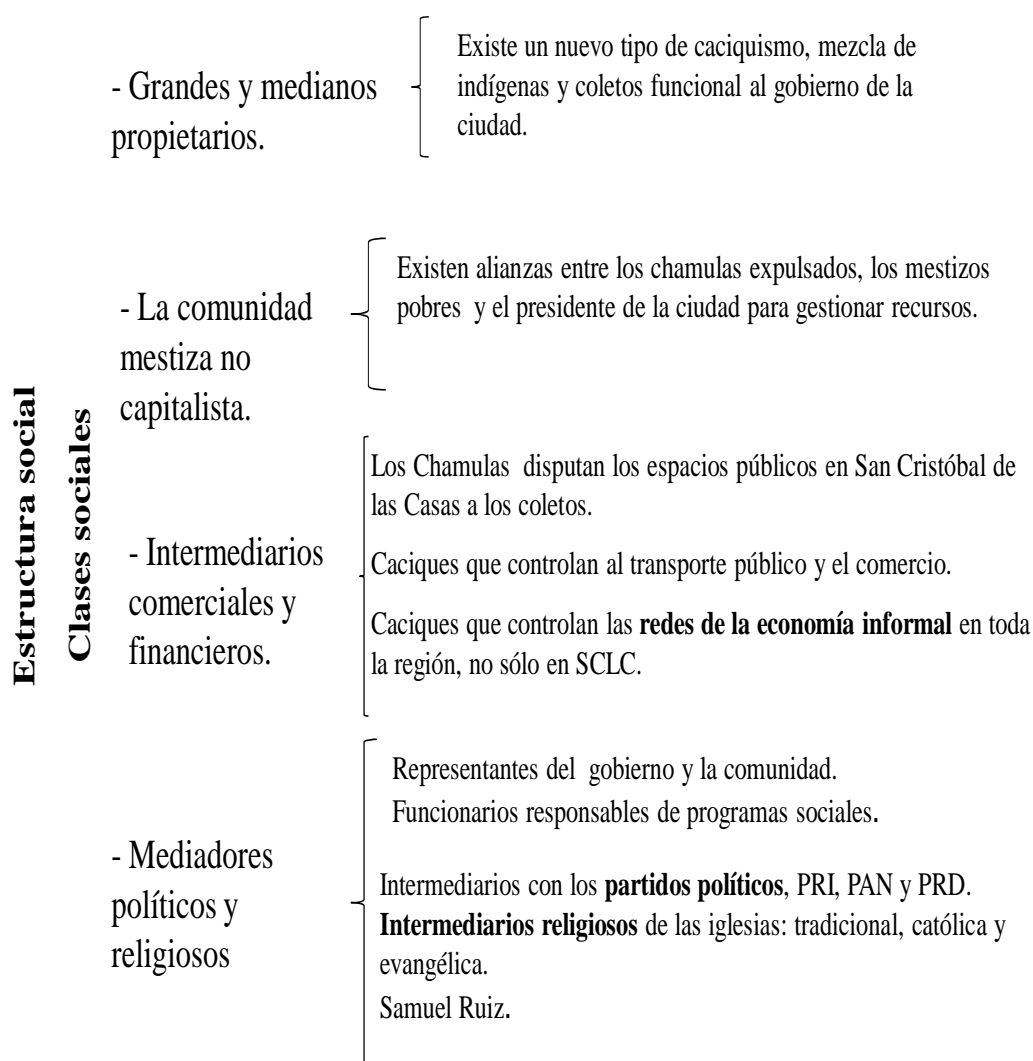 Estructura social
Clases sociales
- Grandes y medianos
propietarios.
Existe un nuevo tipo de caciquismo, mezcla de
indígenas y coletos funcional al gobierno de la
ciudad.
- La comunidad
mestiza no
capitalista.
Existen alianzas entre los chamulas expulsados, los mestizos
pobres y el presidente de la ciudad para gestionar recursos.
- Intermediarios
comerciales y
financieros.
Los Chamulas disputan los espacios públicos en San Cristóbal de
las Casas a los coletos.
Caciques que controlan al transporte público y el comercio.
Caciques que controlan las redes de la economía informal en toda
la región, no sólo en SCLC.
- Mediadores
políticos y
religiosos
Representantes del gobierno y la comunidad.
Funcionarios responsables de programas sociales.
Intermediarios con los partidos políticos, PRI, PAN y PRD.
Intermediarios religiosos de las iglesias: tradicional, católica y
evangélica.
Samuel Ruiz.